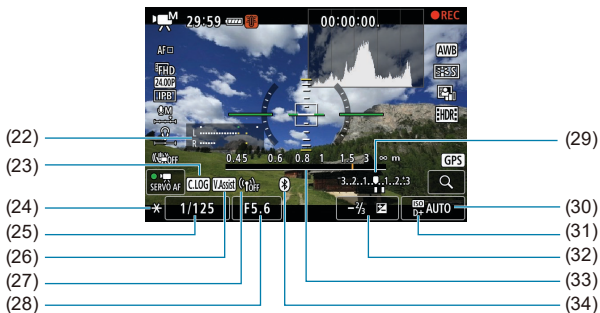 M 29:59 00:00:00. REC
AF AWB
FHD
24.00P S
IPB
M HDR
L
R
OFF 0.45 0.6 0.8 1 1.5 3 ∞ m GPS
SERVO AF C.LOG V.Assist OFF -3..2..1..1..2.:3
1/125 F5.6 -⅔ ISO D+ AUTO
(22)
(23)
(24)
(25)
(26)
(27)
(28)
(29)
(30)
(31)
(32)
(33)
(34)